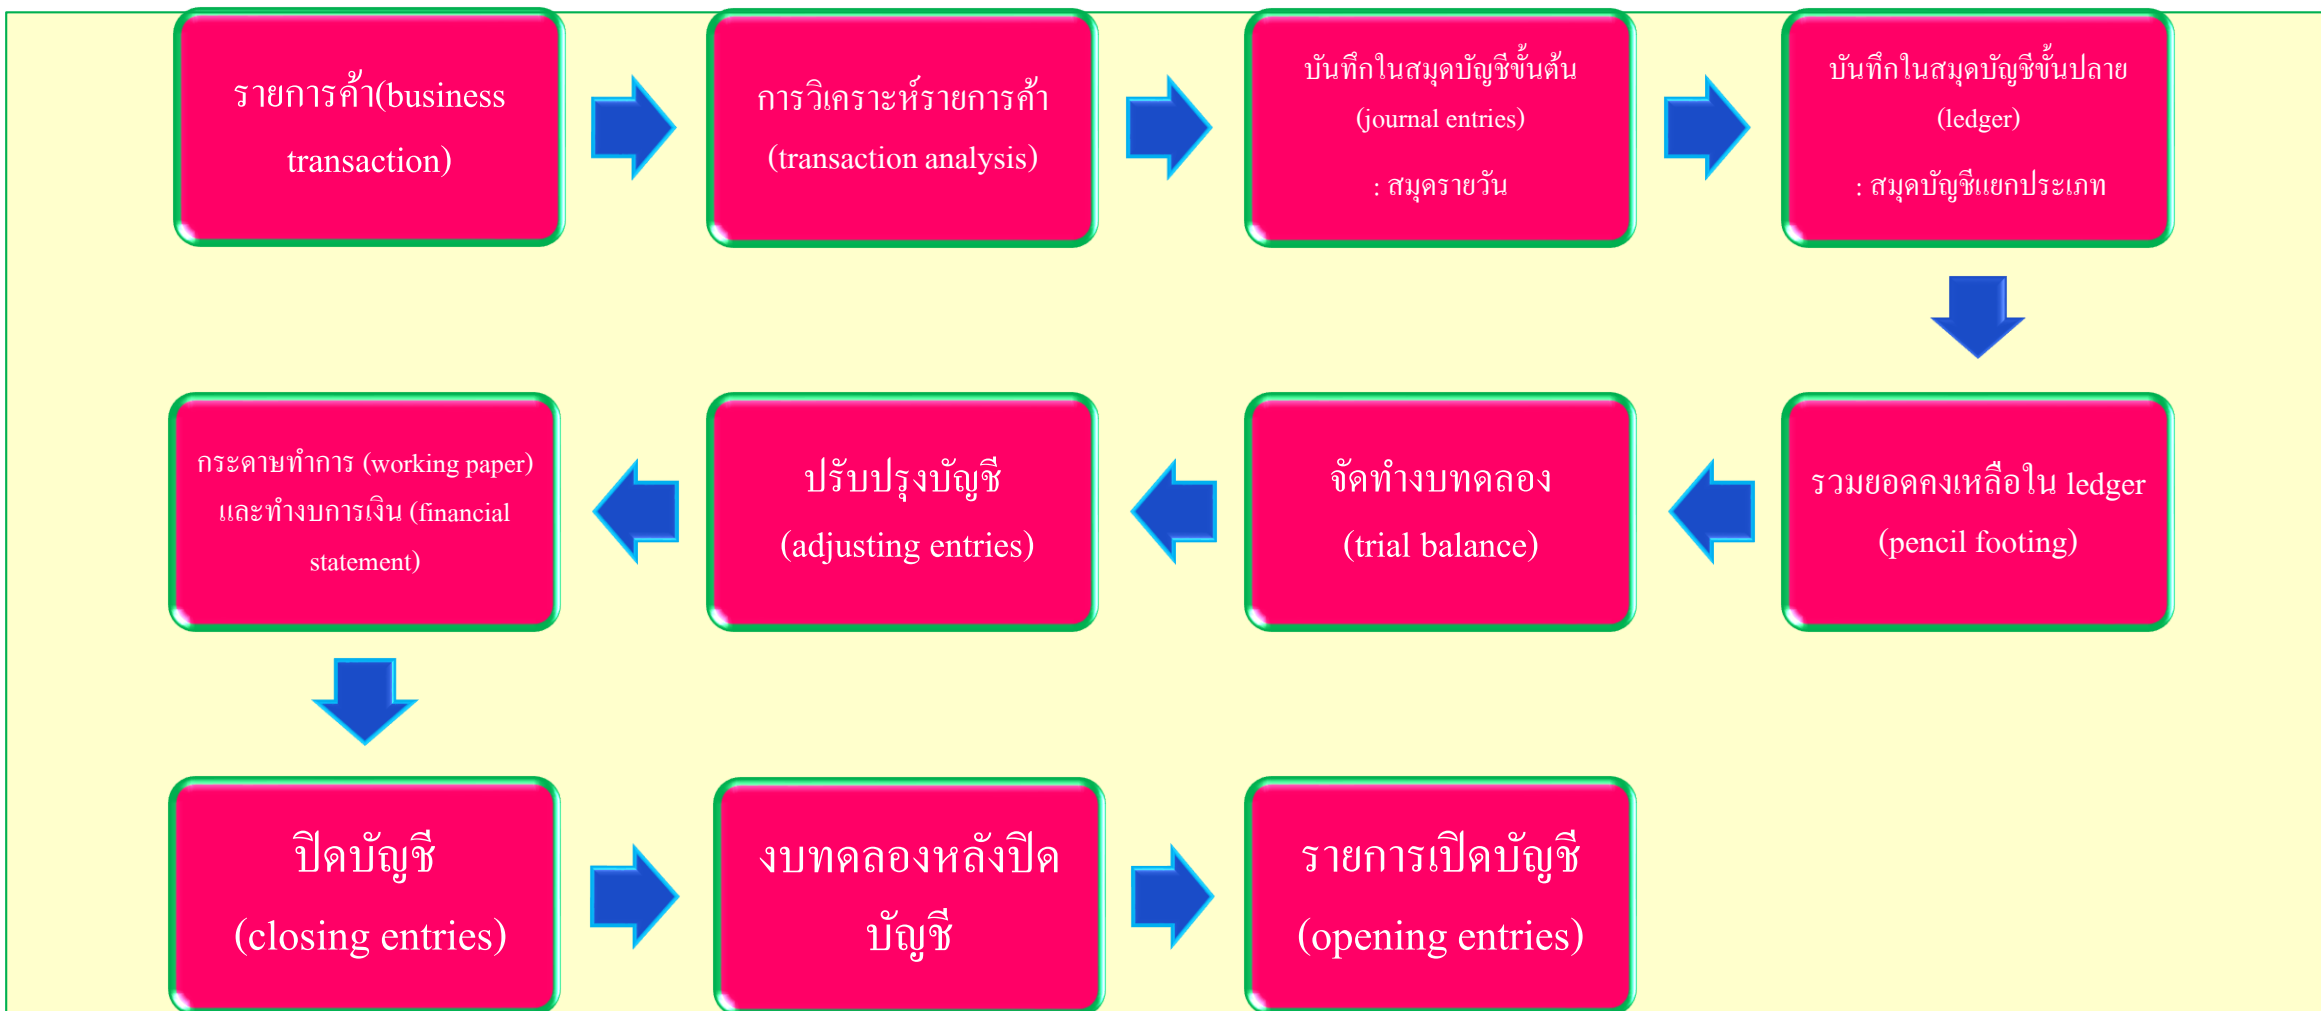 รายการค้า(business
transaction)
การวิเคราะห์รายการค้า
(transaction analysis)
บันทึกในสมุดบัญชีขั้นต้น
(journal entries)
: สมุดรายวัน
บันทึกในสมุดบัญชีขั้นปลาย
(ledger)
: สมุดบัญชีแยกประเภท
รวมยอดคงเหลือใน ledger
(pencil footing)
จัดทำงบทดลอง
(trial balance)
ปรับปรุงบัญชี
(adjusting entries)
กระดาษทำการ (working paper)
และทำงบการเงิน (financial
statement)
ปิดบัญชี
(closing entries)
งบทดลองหลังปิด
บัญชี
รายการเปิดบัญชี
(opening entries)